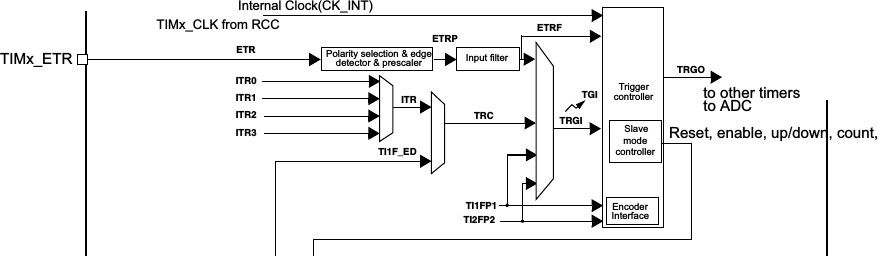 Internal Clock(CK_INT)
TIMx_CLK from RCC
TIMx_ETR
ETR
Polarity selection & edge
detector & prescaler
ETRP
Input filter
ETRF
ITR0
ITR1
ITR2
ITR3
ITR
TI1F_ED
TRC
TGI
TRGI
TI1FP1
TI2FP2
Trigger
controller
Slave
mode
controller
Encoder
Interface
TRGO
to other timers
to ADC
Reset, enable, up/down, count,